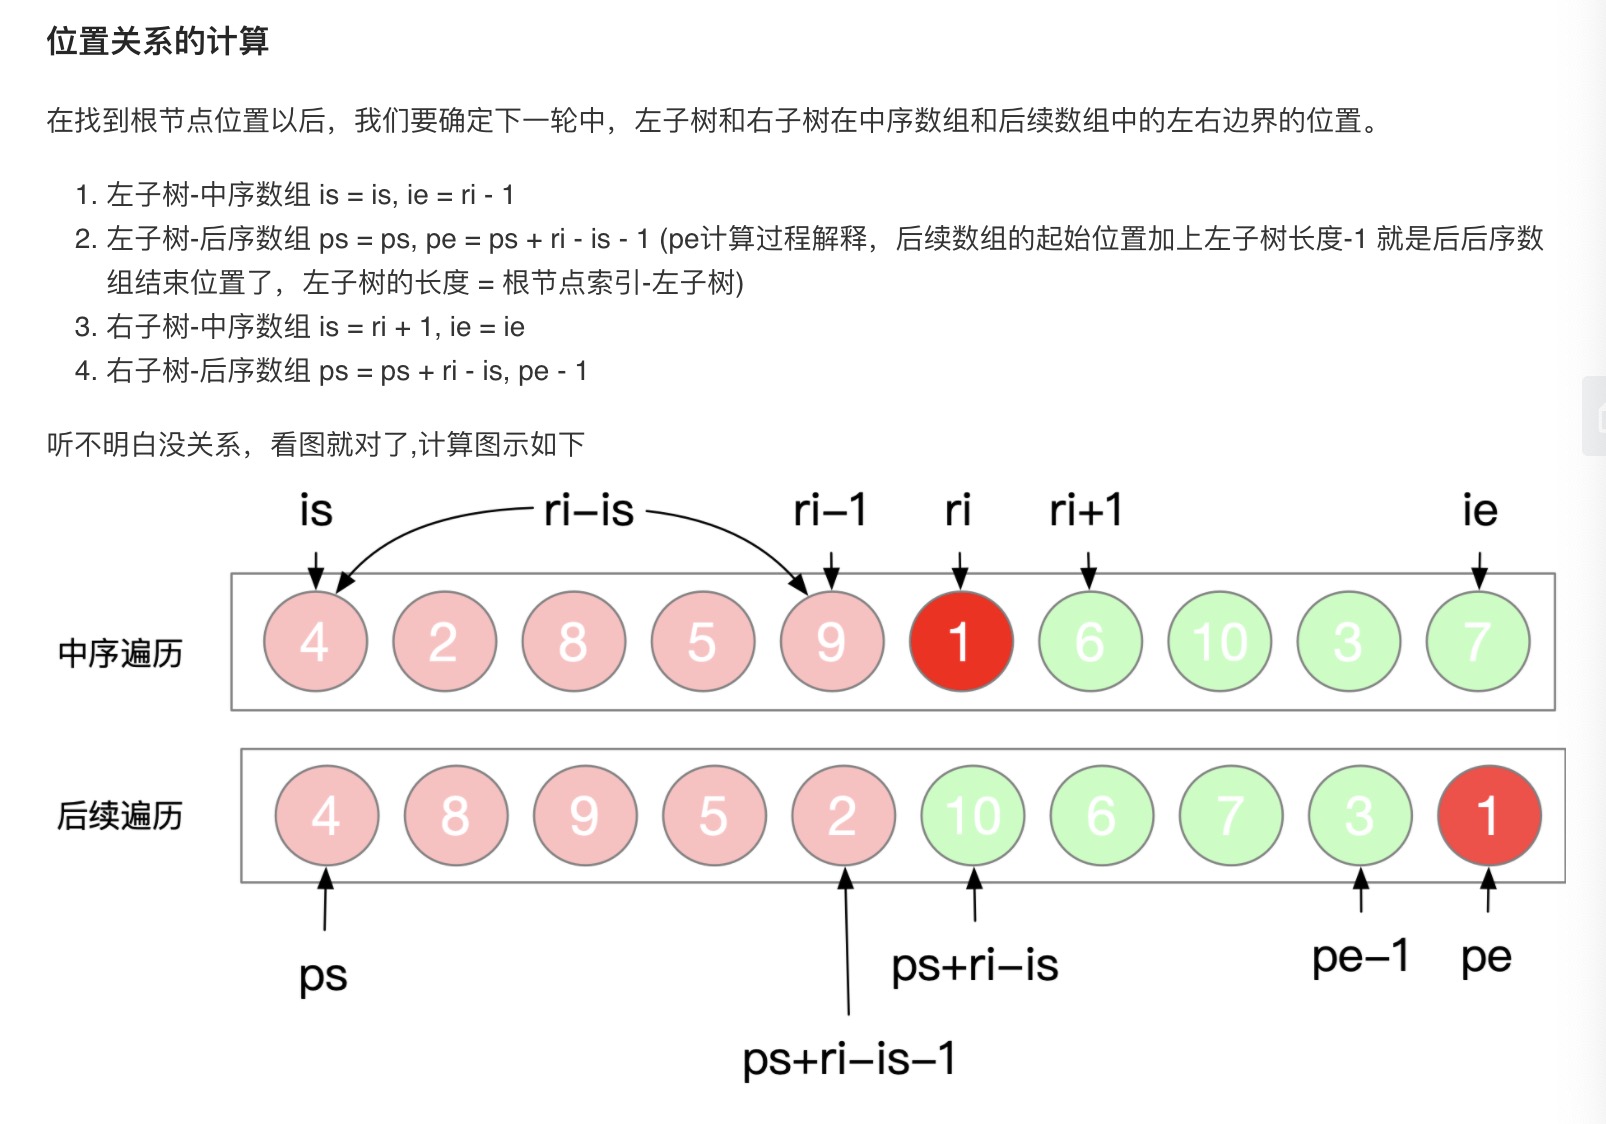 位置关系的计算
在找到根节点位置以后，我们要确定下一轮中，左子树和右子树在中序数组和后续数组中的左右边界的位置。
1. 左子树-中序数组 is = is, ie = ri - 1
2. 左子树-后序数组 ps = ps, pe = ps + ri - is - 1 (pe计算过程解释，后续数组的起始位置加上左子树长度-1 就是后后序数
组结束位置了，左子树的长度 = 根节点索引-左子树)
3. 右子树-中序数组 is = ri + 1, ie = ie
4. 右子树-后序数组 ps = ps + ri - is, pe - 1
听不明白没关系，看图就对了,计算图示如下
is ri–is ri–1 ri ri+1 ie
中序遍历 4 2 8 5 9 1 6 10 3 7
后续遍历 4 8 9 5 2 10 6 7 3 1
ps ps+ri–is pe–1 pe
ps+ri–is–1